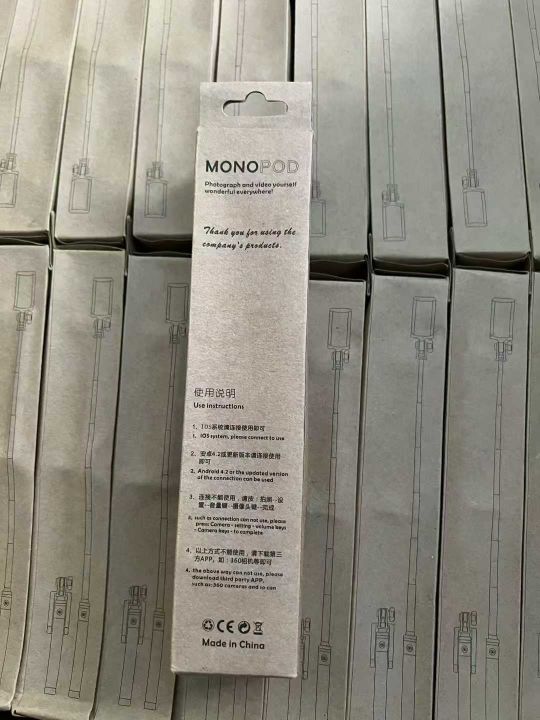 MONOPOD
Photograph and video yourself
wonderful everywhere!
Thank you for using the
company's products.
使用说明
Use instructions
1、IOS系统请连接使用即可
1、IOS system, please connect to use
2、安卓4.2或更新版本请连接使用
即可
2、Android 4.2 or the updated version
of the connection can be used
3、连接不能使用，请按：拍照--设
置--音量键--摄像头键--完成
3、such as connection can not use, please
press: Camera - setting - volume keys
- Camera keys - to complete
4、以上方式不能使用，请下载第三
方APP，如：360相机等即可
4、the above way can not use, please
download third party APP,
such as:360 cameras and so can
CE
Made in China